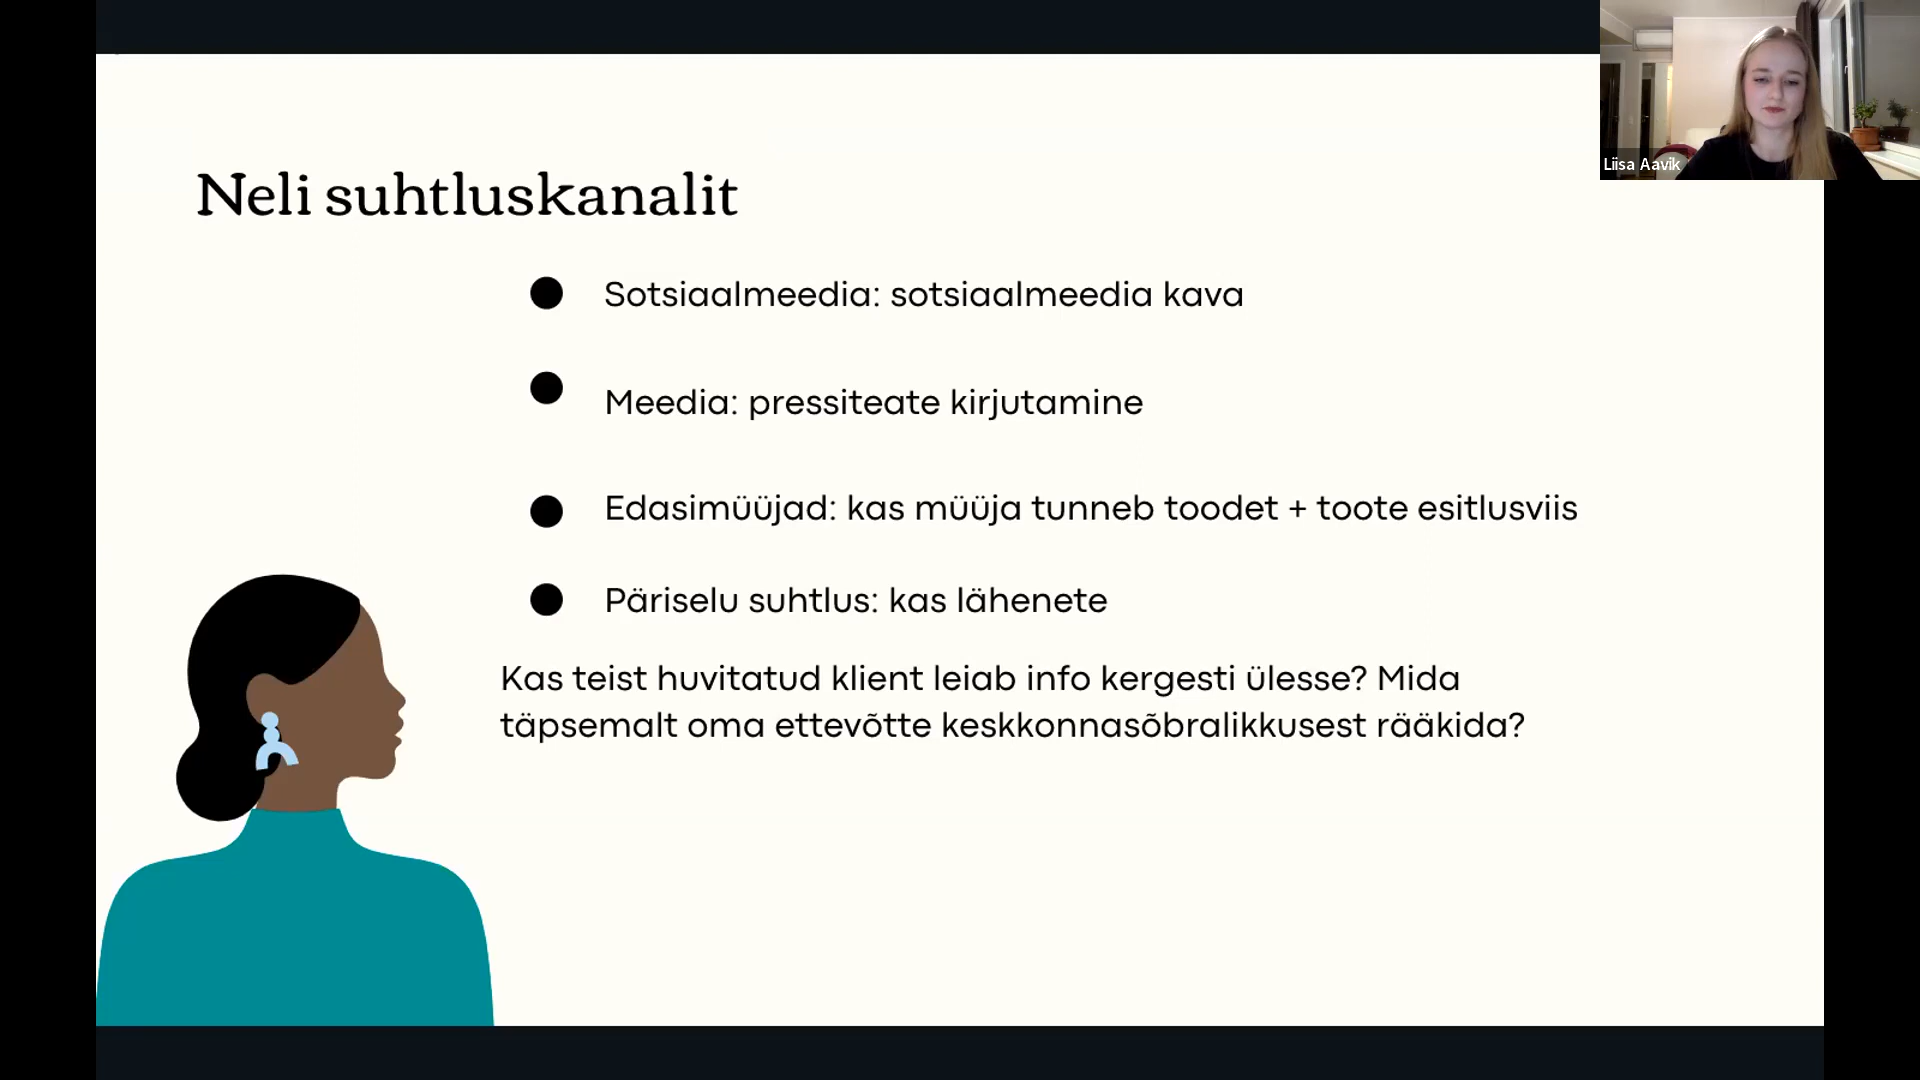 Liisa Aavik
Neli suhtluskanalit
Sotsiaalmeedia: sotsiaalmeedia kava
Meedia: pressiteate kirjutamine
Edasimüüjad: kas müüja tunneb toodet + toote esitlusviis
Päriselu suhtlus: kas lähenete
Kas teist huvitatud klient leiab info kergesti ülesse? Mida
täpsemalt oma ettevõtte keskkonnasõbralikkusest rääkida?